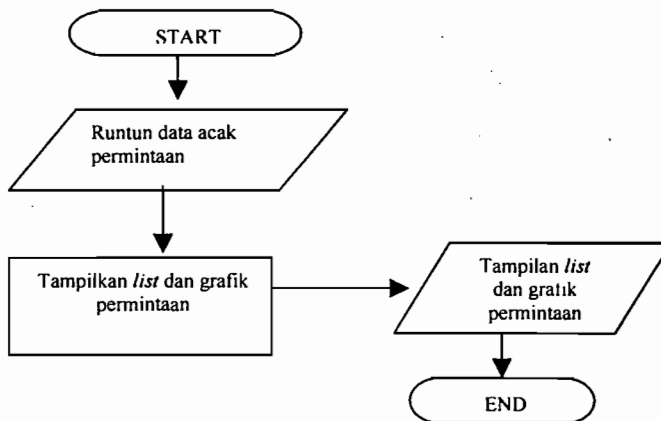 START
Runtun data acak
permintaan
Tampilkan list dan grafik
permintaan
Tampilan list
dan grafik
permintaan
END